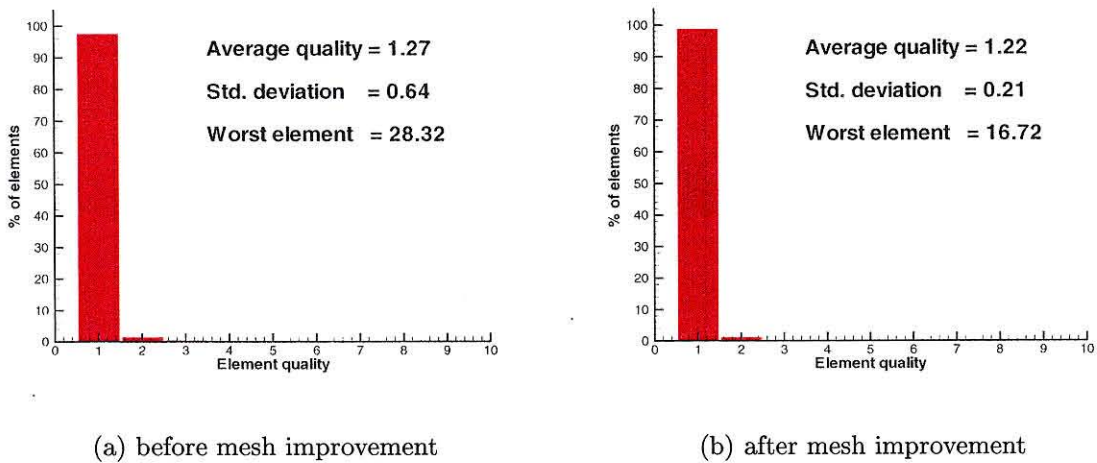 100
90
80
70
60
50
40
30
20
10
0
% of elements
Average quality = 1.27
Std. deviation = 0.64
Worst element = 28.32
0 1 2 3 4 5 6 7 8 9 10
Element quality
(a) before mesh improvement
100
90
80
70
60
50
40
30
20
10
0
% of elements
Average quality = 1.22
Std. deviation = 0.21
Worst element = 16.72
0 1 2 3 4 5 6 7 8 9 10
Element quality
(b) after mesh improvement